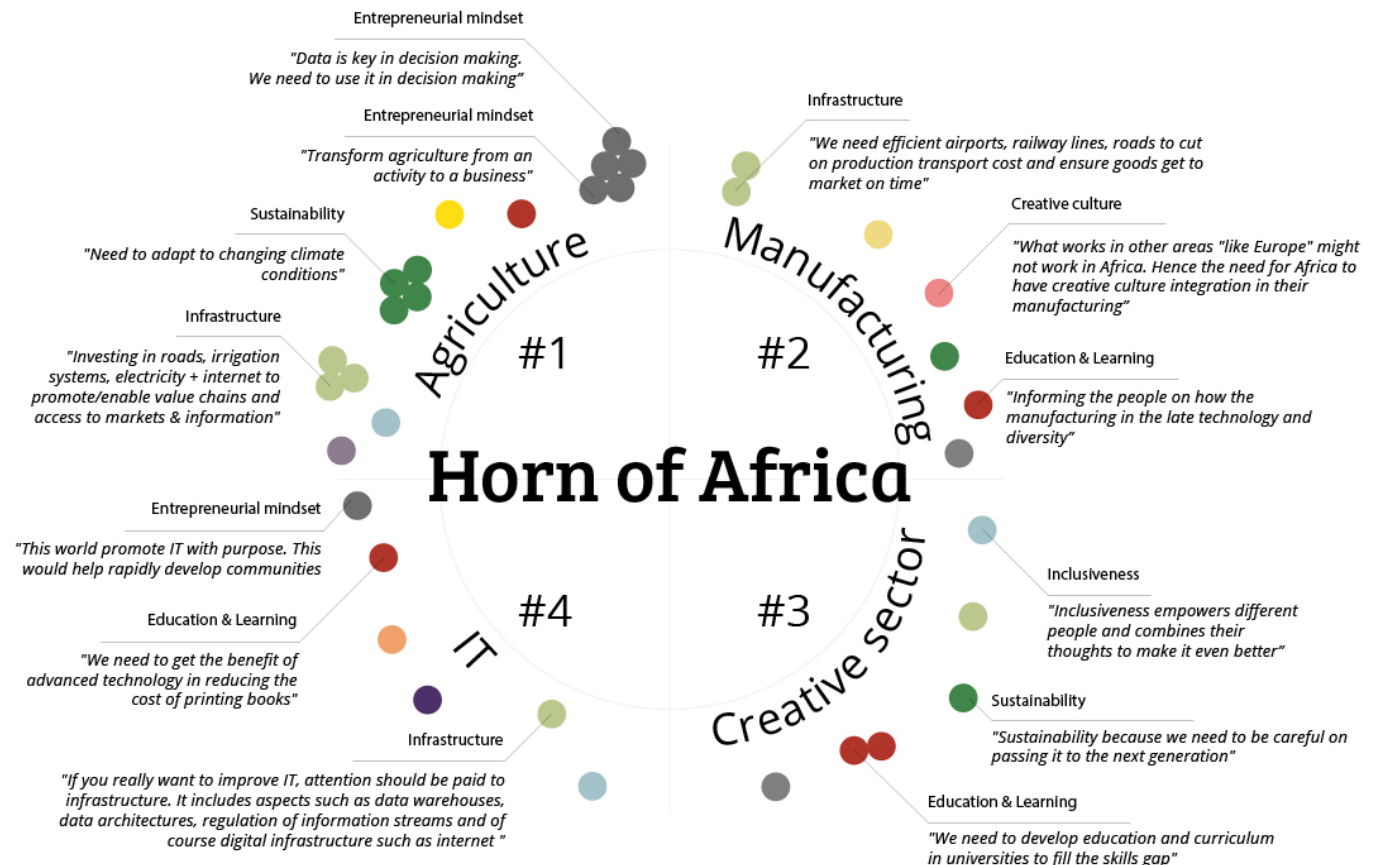 Entrepreneurial mindset
"Data is key in decision making.
We need to use it in decision making”
Entrepreneurial mindset
"Transform agriculture from an
activity to a business"
Sustainability
"Need to adapt to changing climate
conditions"
Infrastructure
"Investing in roads, irrigation
systems, electricity + internet to
promote/enable value chains and
access to markets & information"
Agriculture
#1
Infrastructure
"We need efficient airports, railway lines, roads to cut
on production transport cost and ensure goods get to
market on time"
Creative culture
"What works in other areas "like Europe" might
not work in Africa. Hence the need for Africa to
have creative culture integration in their
manufacturing”
Education & Learning
"Informing the people on how the
manufacturing in the late technology and
diversity”
Manufacturing
#2
Horn of Africa
Entrepreneurial mindset
"This world promote IT with purpose. This
would help rapidly develop communities
Education & Learning
"We need to get the benefit of
advanced technology in reducing the
cost of printing books"
Infrastructure
"If you really want to improve IT, attention should be paid to
infrastructure. It includes aspects such as data warehouses,
data architectures, regulation of information streams and of
course digital infrastructure such as internet "
#4
IT
#3
Creative sector
Inclusiveness
"Inclusiveness empowers different
people and combines their
thoughts to make it even better”
Sustainability
"Sustainability because we need to be careful on
passing it to the next generation"
Education & Learning
"We need to develop education and curriculum
in universities to fill the skills gap"